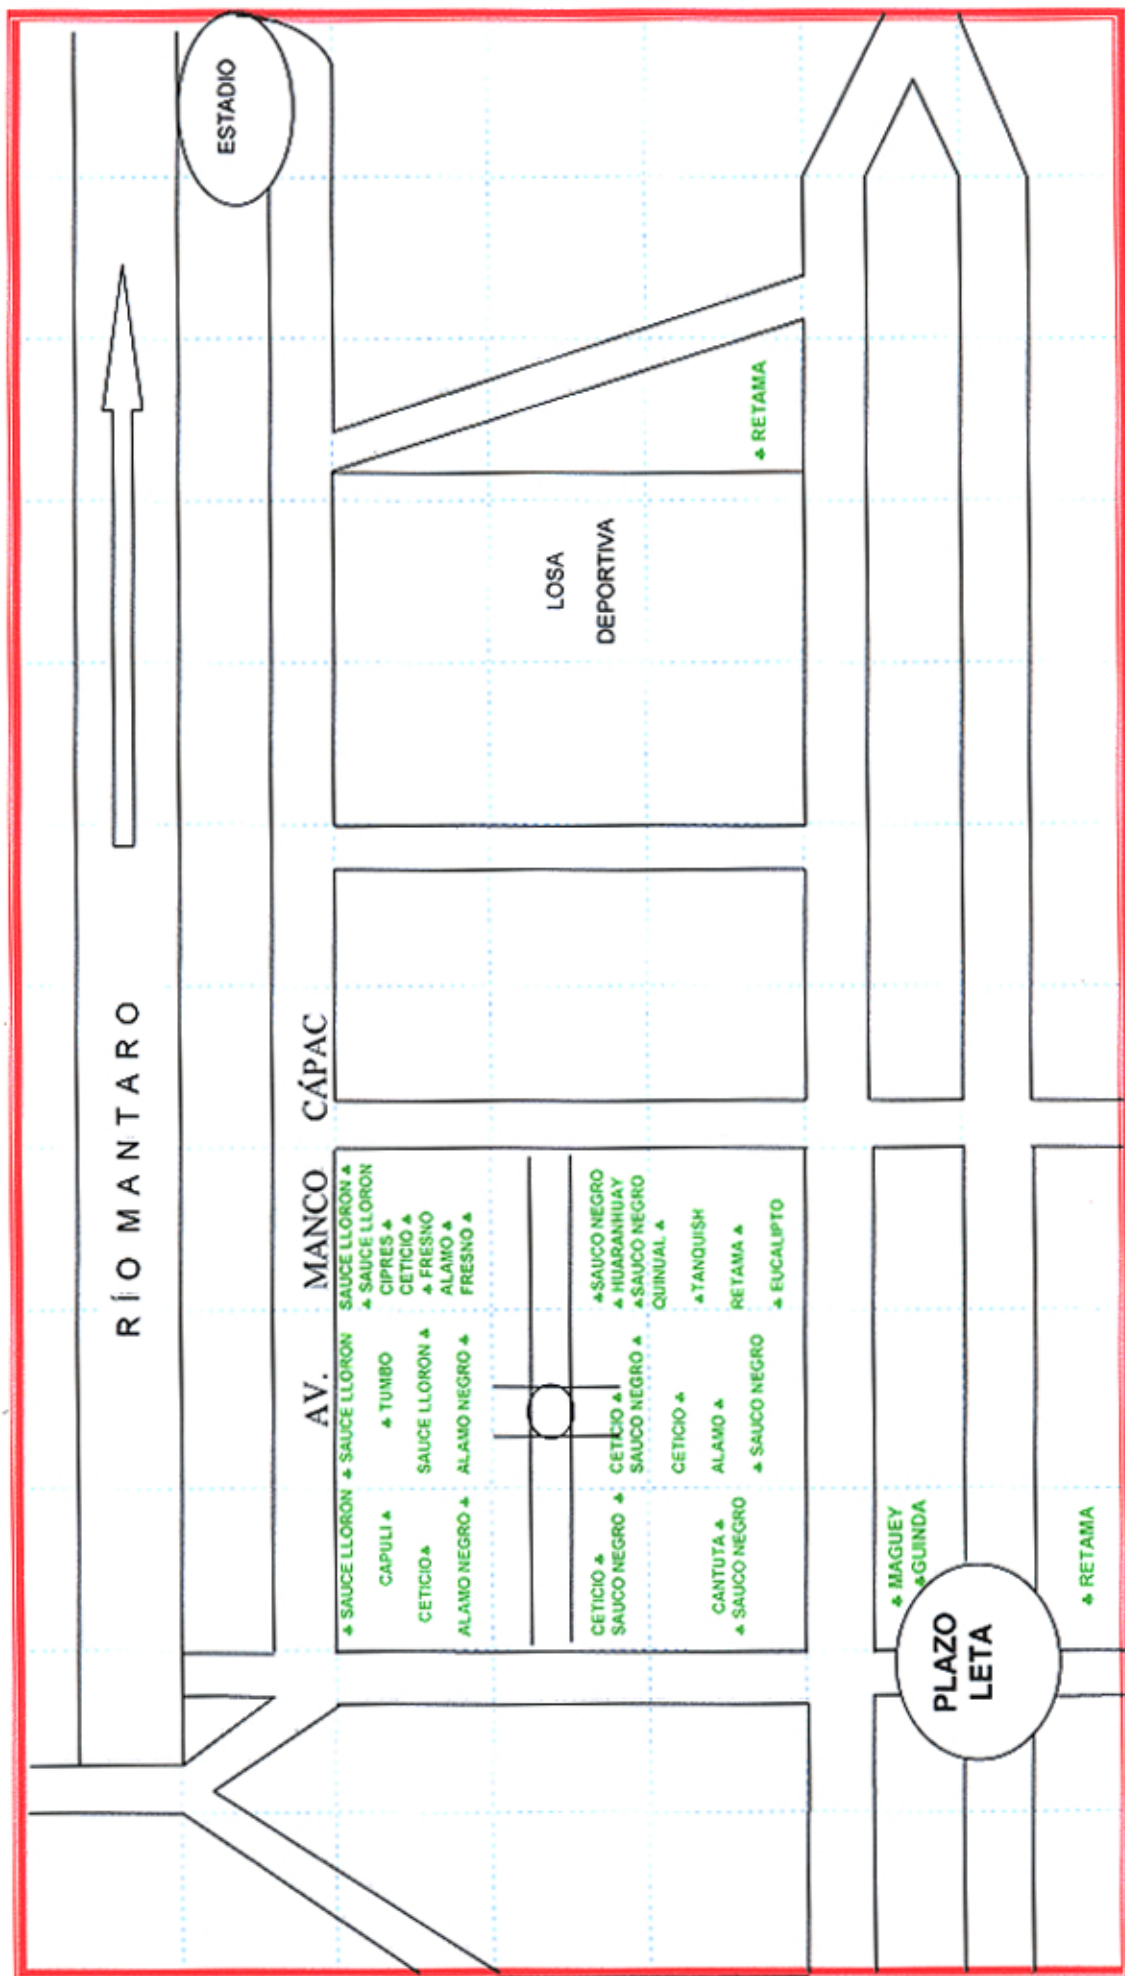 RÍO MANTARO
ESTADIO
AV. MANCO CÁPAC
SAUCE LLORON SAUCE LLORON SAUCE LLORON
SAUCE LLORON
CAPULI TUMBO CIPRES
CETICIO
CETICIO SAUCE LLORON FRESNO
ALAMO
ALAMO NEGRO ALAMO NEGRO FRESNO
LOSA
DEPORTIVA
CETICIO SAUCO NEGRO
SAUCO NEGRO CETICIO HUARANHUAY
SAUCO NEGRO SAUCO NEGRO
QUINUAL
CETICIO TANQUISH
CANTUTA ALAMO RETAMA
SAUCO NEGRO SAUCO NEGRO EUCALIPTO
RETAMA
MAGUEY
GUINDA
PLAZO
LETA
RETAMA